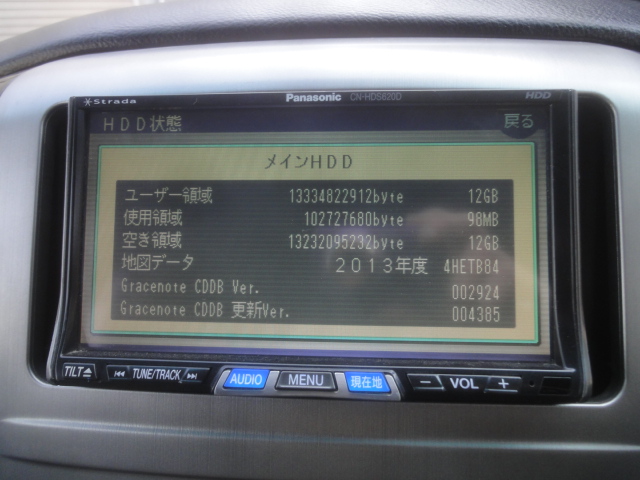 Strada Panasonic CN-HDS620D HDD
HDD状態 戻る
メインHDD
ユーザー領域 13334822912byte 12GB
使用領域 102727680byte 98MB
空き領域 13232095232byte 12GB
地図データ 2013年度 4HETB84
Gracenote CDDB Ver. 002924
Gracenote CDDB 更新Ver. 004385
TILT TUNE/TRACK AUDIO MENU 現在地 − VOL +